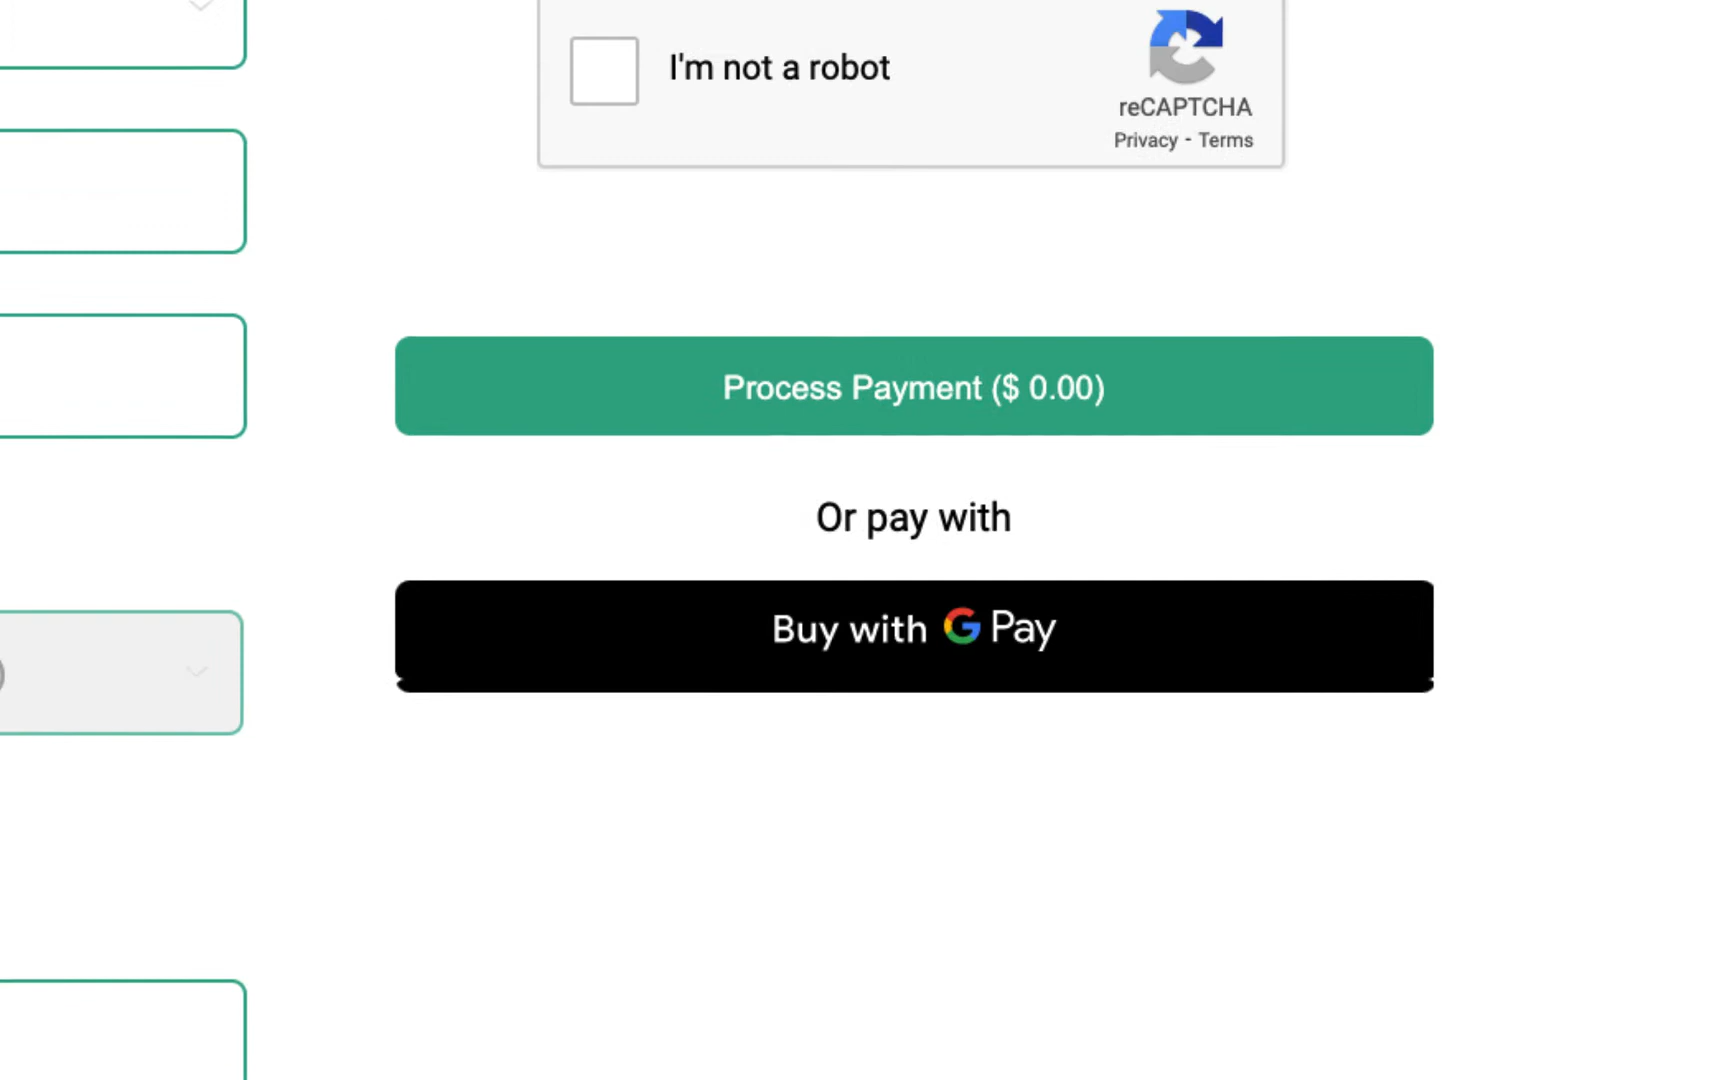 I'm not a robot
reCAPTCHA
Privacy - Terms
Process Payment ($ 0.00)
Or pay with
Buy with G Pay
)